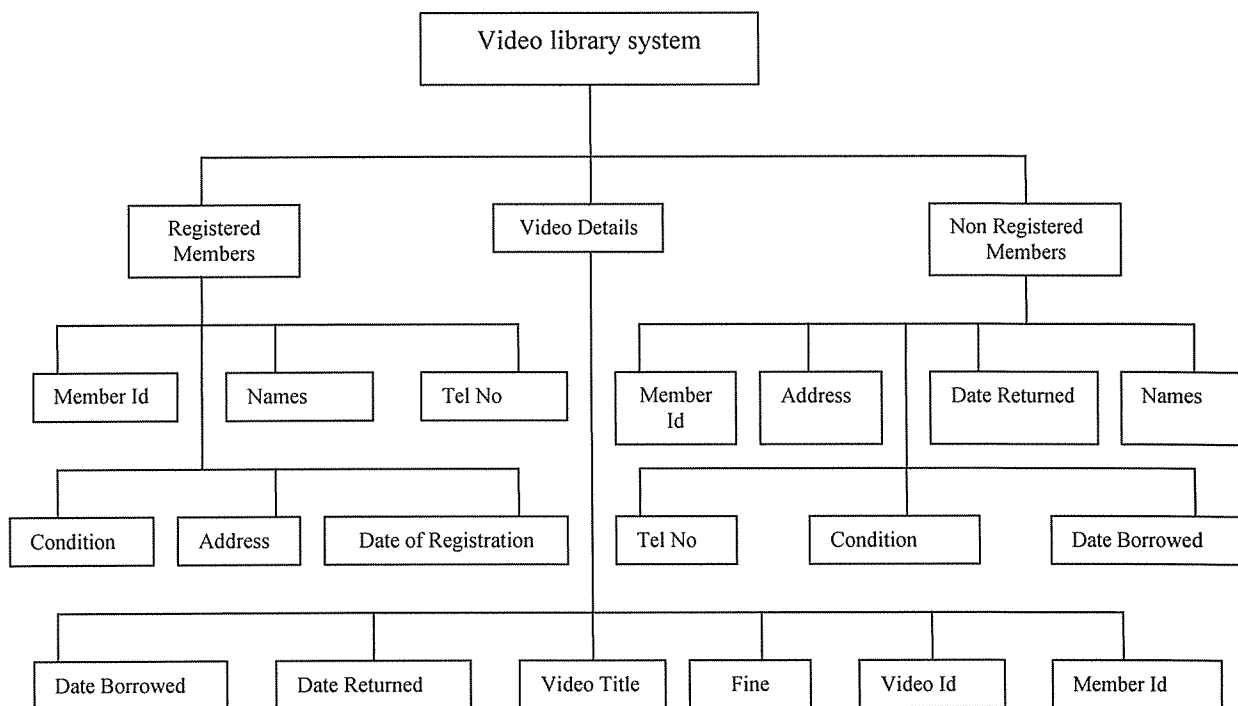 Video library system
Registered
Members
Video Details
Non Registered
Members
Member Id
Names
Tel No
Member
Id
Address
Date Returned
Names
Condition
Address
Date of Registration
Tel No
Condition
Date Borrowed
Date Borrowed
Date Returned
Video Title
Fine
Video Id
Member Id